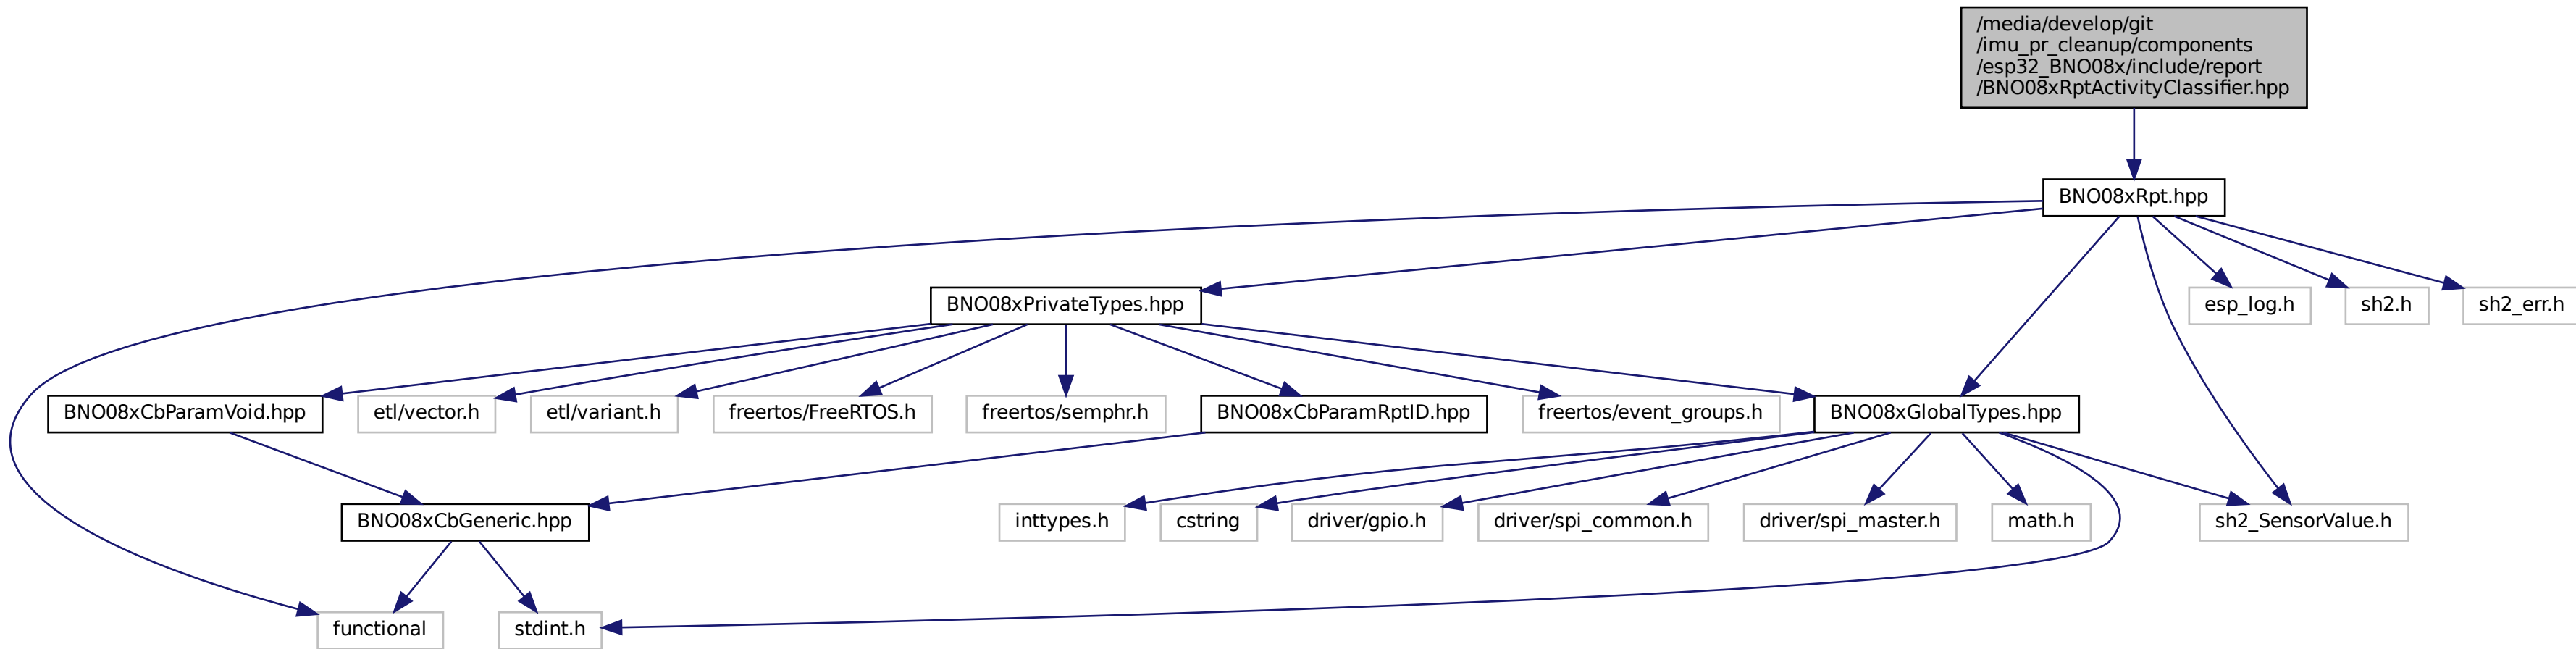 /media/develop/git
/imu_pr_cleanup/components
/esp32_BNO08x/include/report
/BNO08xRptActivityClassifier.hpp
BNO08xRpt.hpp
BNO08xPrivateTypes.hpp
esp_log.h
sh2.h
sh2_err.h
BNO08xCbParamVoid.hpp
etl/vector.h
etl/variant.h
freertos/FreeRTOS.h
freertos/semphr.h
BNO08xCbParamRptID.hpp
freertos/event_groups.h
BNO08xGlobalTypes.hpp
BNO08xCbGeneric.hpp
inttypes.h
cstring
driver/gpio.h
driver/spi_common.h
driver/spi_master.h
math.h
sh2_SensorValue.h
functional
stdint.h